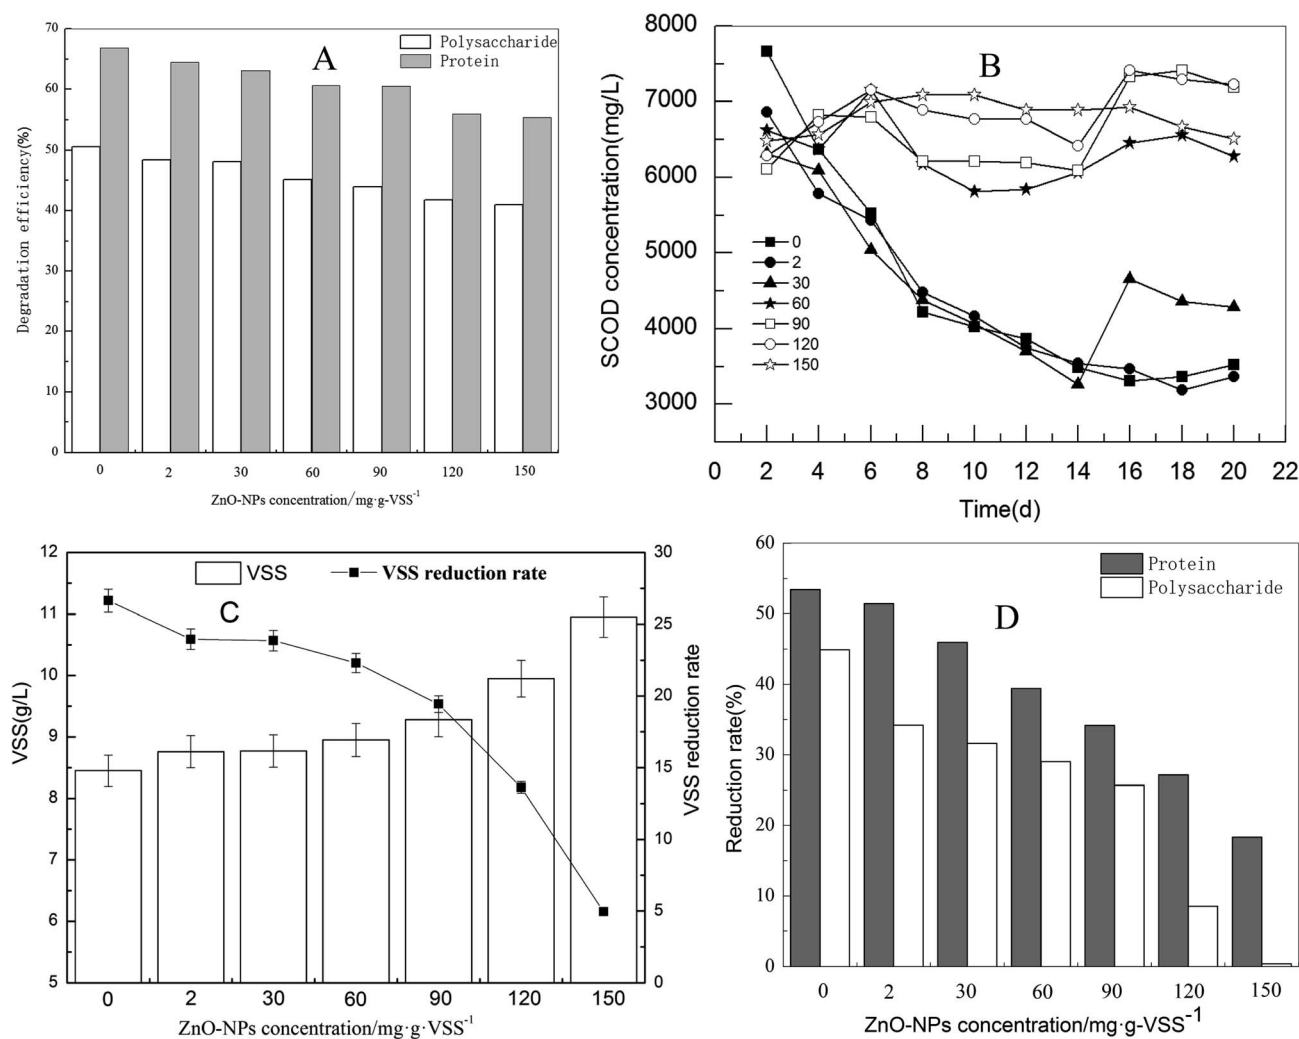 A
Polysaccharide
Protein
Degradation efficiency(%)
70
60
50
40
30
20
10
0
0 2 30 60 90 120 150
ZnO-NPs concentration/mg·g-VSS⁻¹
B
SCOD concentration(mg/L)
8000
7000
6000
5000
4000
3000
0
2
30
60
90
120
150
0 2 4 6 8 10 12 14 16 18 20 22
Time(d)
C
VSS
VSS reduction rate
VSS(g/L)
12
11
10
9
8
7
6
5
30
25
20
15
10
5
0
VSS reduction rate
0 2 30 60 90 120 150
ZnO-NPs concentration/mg·g·VSS⁻¹
D
Protein
Polysaccharide
Reduction rate(%)
60
50
40
30
20
10
0
0 2 30 60 90 120 150
ZnO-NPs concentration/mg·g-VSS⁻¹